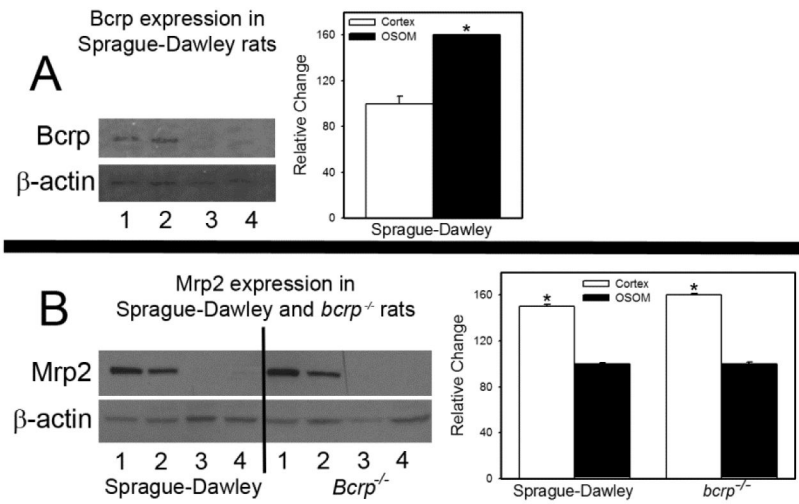 Bcrp expression in
Sprague-Dawley rats
A
Bcrp
β-actin
1 2 3 4
Cortex
OSOM
*
160
120
80
40
0
Relative Change
Sprague-Dawley
Mrp2 expression in
Sprague-Dawley and bcrp-/- rats
B
Mrp2
β-actin
1 2 3 4 1 2 3 4
Sprague-Dawley Bcrp-/-
Cortex
OSOM
* *
160
120
80
40
0
Relative Change
Sprague-Dawley bcrp-/-